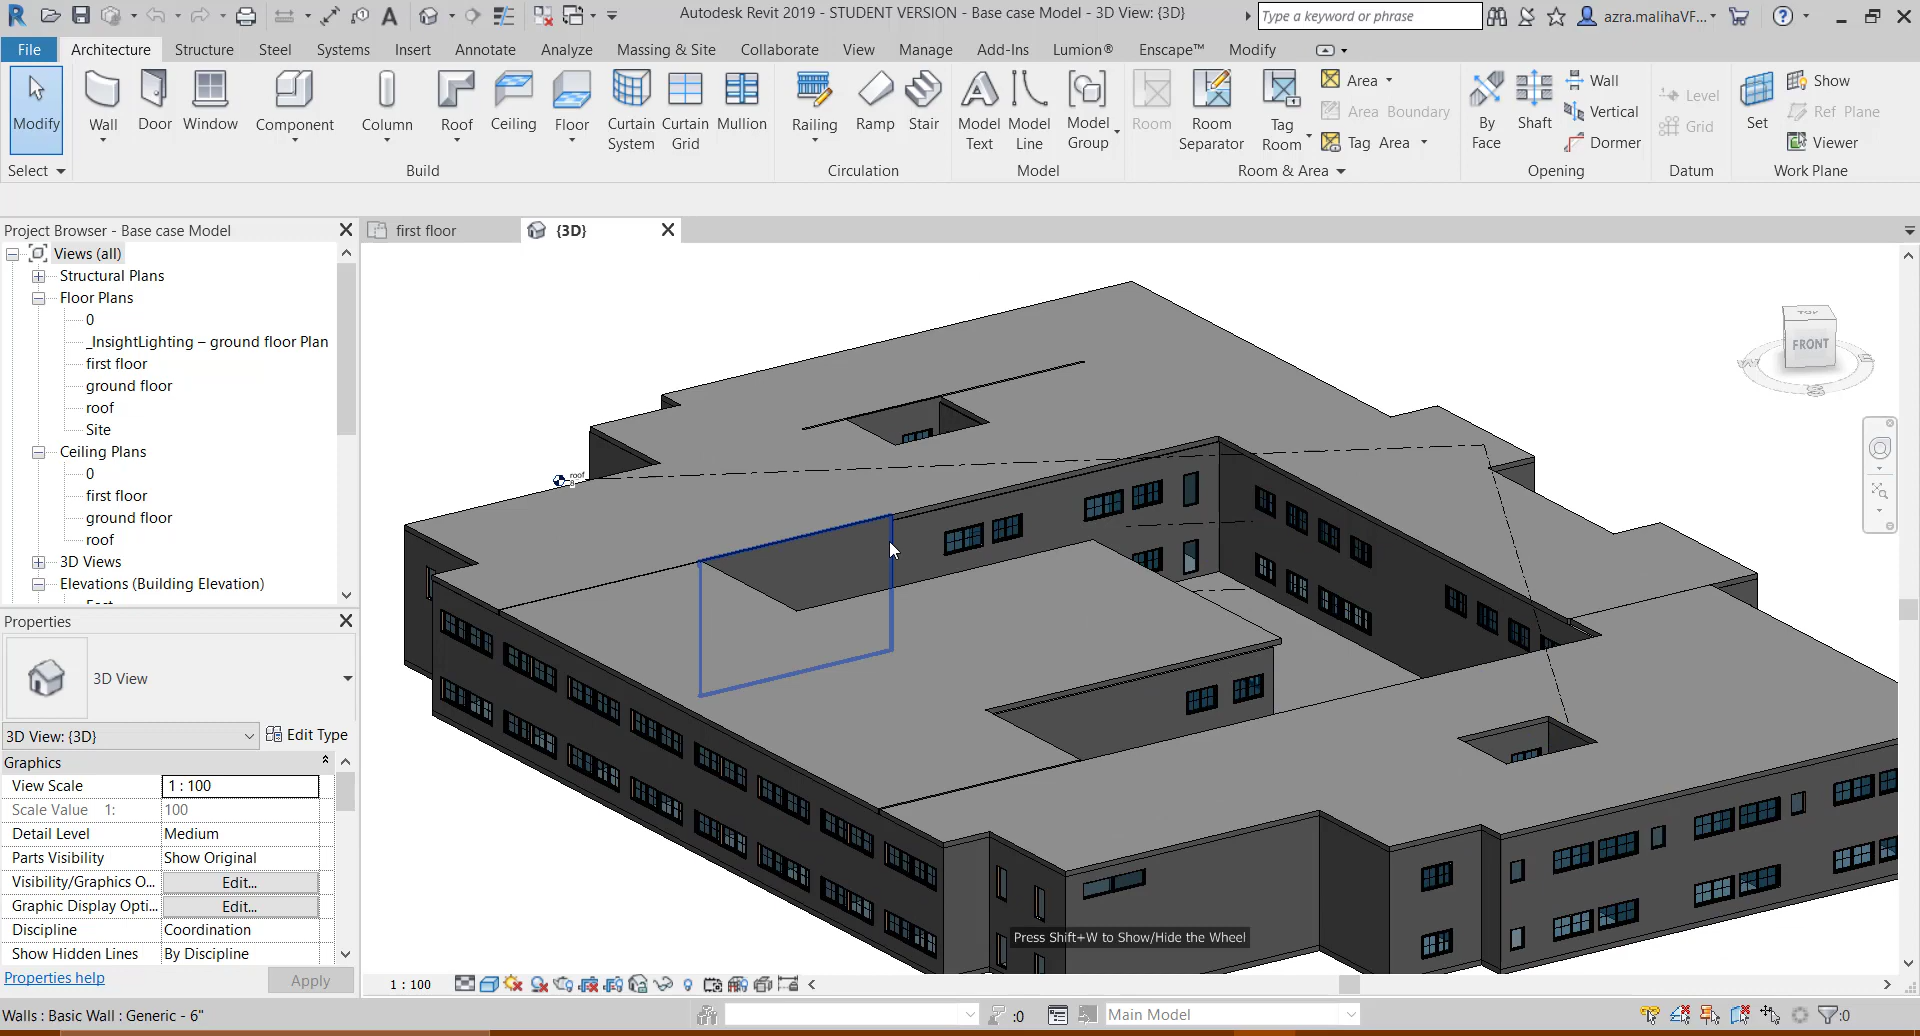 Autodesk Revit 2019 - STUDENT VERSION - Base case Model - 3D View: {3D}
Type a keyword or phrase
azra.malihaVF...
File Architecture Structure Steel Systems Insert Annotate Analyze Massing & Site Collaborate View Manage Add-Ins Lumion® Enscape™ Modify
Modify
Wall
Door
Window
Component
Column
Roof
Ceiling
Floor
Curtain System
Curtain Grid
Mullion
Railing
Ramp
Stair
Model Text
Model Line
Model Group
Room
Room Separator
Tag Room
Area
Area Boundary
Tag Area
By Face
Shaft
Wall
Vertical
Dormer
Level
Grid
Set
Show
Ref Plane
Viewer
Select Build Circulation Model Room & Area Opening Datum Work Plane
Project Browser - Base case Model
first floor
{3D}
Views (all)
Structural Plans
Floor Plans
0
_InsightLighting – ground floor Plan
first floor
ground floor
roof
Site
Ceiling Plans
0
first floor
ground floor
roof
3D Views
Elevations (Building Elevation)
roof
TOP
FRONT
W
S
E
Properties
3D View
3D View: {3D}
Edit Type
Graphics
View Scale 1 : 100
Scale Value 1: 100
Detail Level Medium
Parts Visibility Show Original
Visibility/Graphics O... Edit...
Graphic Display Opti... Edit...
Discipline Coordination
Show Hidden Lines By Discipline
Properties help
Apply
Press Shift+W to Show/Hide the Wheel
1 : 100
Walls : Basic Wall : Generic - 6"
:0
Main Model
:0